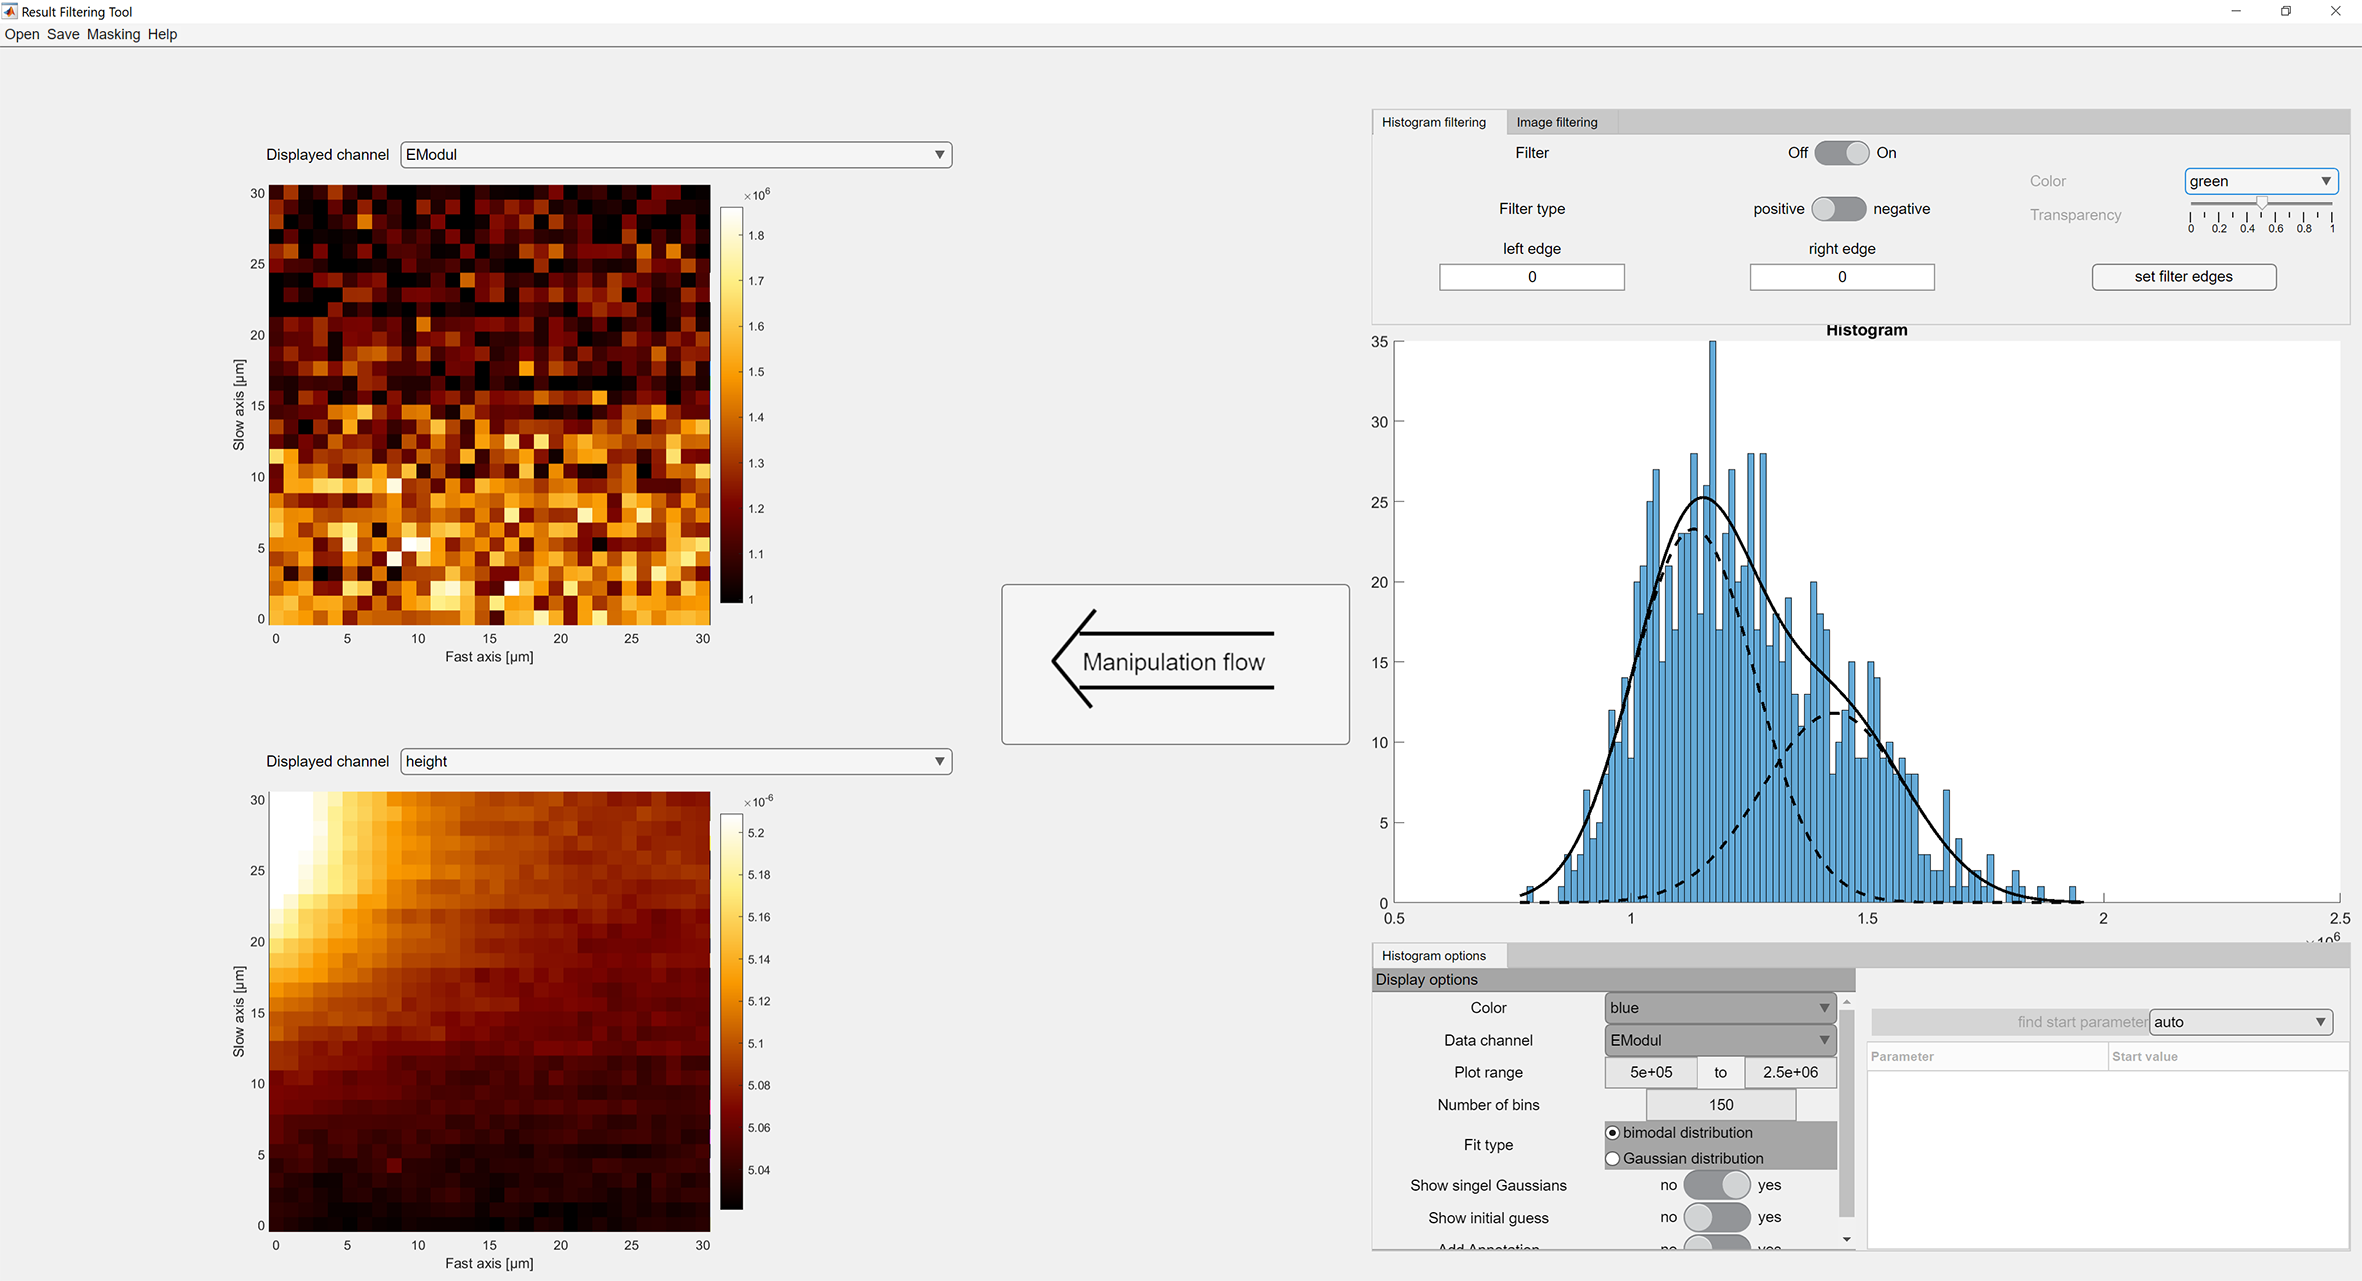 Result Filtering Tool
Open Save Masking Help
Displayed channel EModul
×10⁶
30
25
20
15
10
5
0
Slow axis [µm]
0 5 10 15 20 25 30
Fast axis [µm]
1.8
1.7
1.6
1.5
1.4
1.3
1.2
1.1
1
Displayed channel height
×10⁻⁶
30
25
20
15
10
5
0
Slow axis [µm]
0 5 10 15 20 25 30
Fast axis [µm]
5.2
5.18
5.16
5.14
5.12
5.1
5.08
5.06
5.04
Manipulation flow
Histogram filtering Image filtering
Filter Off On
Color green
Filter type positive negative
Transparency
0 0.2 0.4 0.6 0.8 1
left edge right edge
0 0 set filter edges
Histogram
35
30
25
20
15
10
5
0
0.5 1 1.5 2 2.5
×10⁶
Histogram options
Display options
Color blue
Data channel EModul
Plot range 5e+05 to 2.5e+06
Number of bins 150
Fit type bimodal distribution
Gaussian distribution
Show singel Gaussians no yes
Show initial guess no yes
Add Annotation no yes
find start parameter auto
Parameter Start value